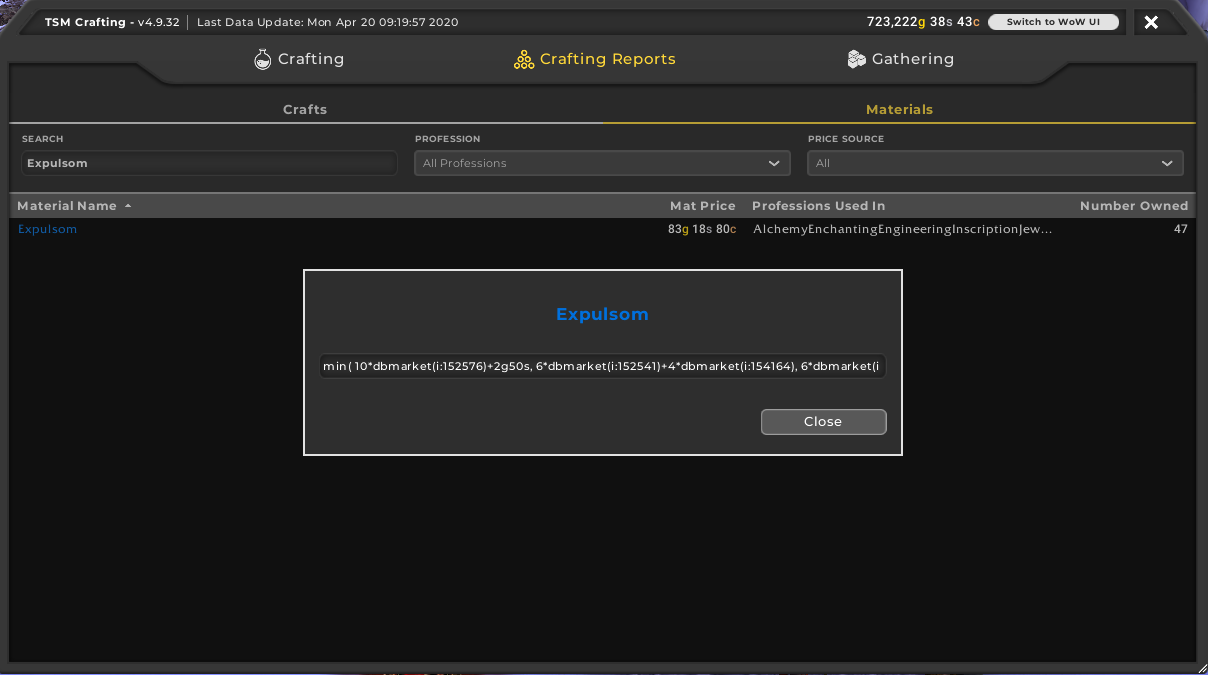 TSM Crafting - v4.9.32 Last Data Update: Mon Apr 20 09:19:57 2020 723,222g 38s 43c Switch to WoW UI
Crafting Crafting Reports Gathering
Crafts Materials
SEARCH PROFESSION PRICE SOURCE
Expulsom All Professions All
Material Name Mat Price Professions Used In Number Owned
Expulsom 83g 18s 80c AlchemyEnchantingEngineeringInscriptionJew... 47
Expulsom
min( 10*dbmarket(i:152576)+2g50s, 6*dbmarket(i:152541)+4*dbmarket(i:154164), 6*dbmarket(i
Close